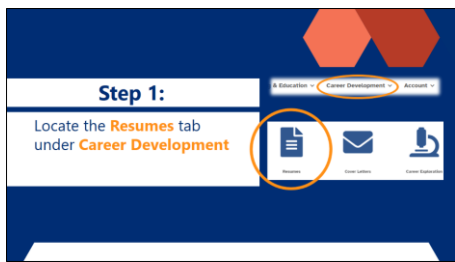 Step 1:
Locate the Resumes tab
under Career Development
& Education Career Development Account
Resumes Cover Letters Career Exploration